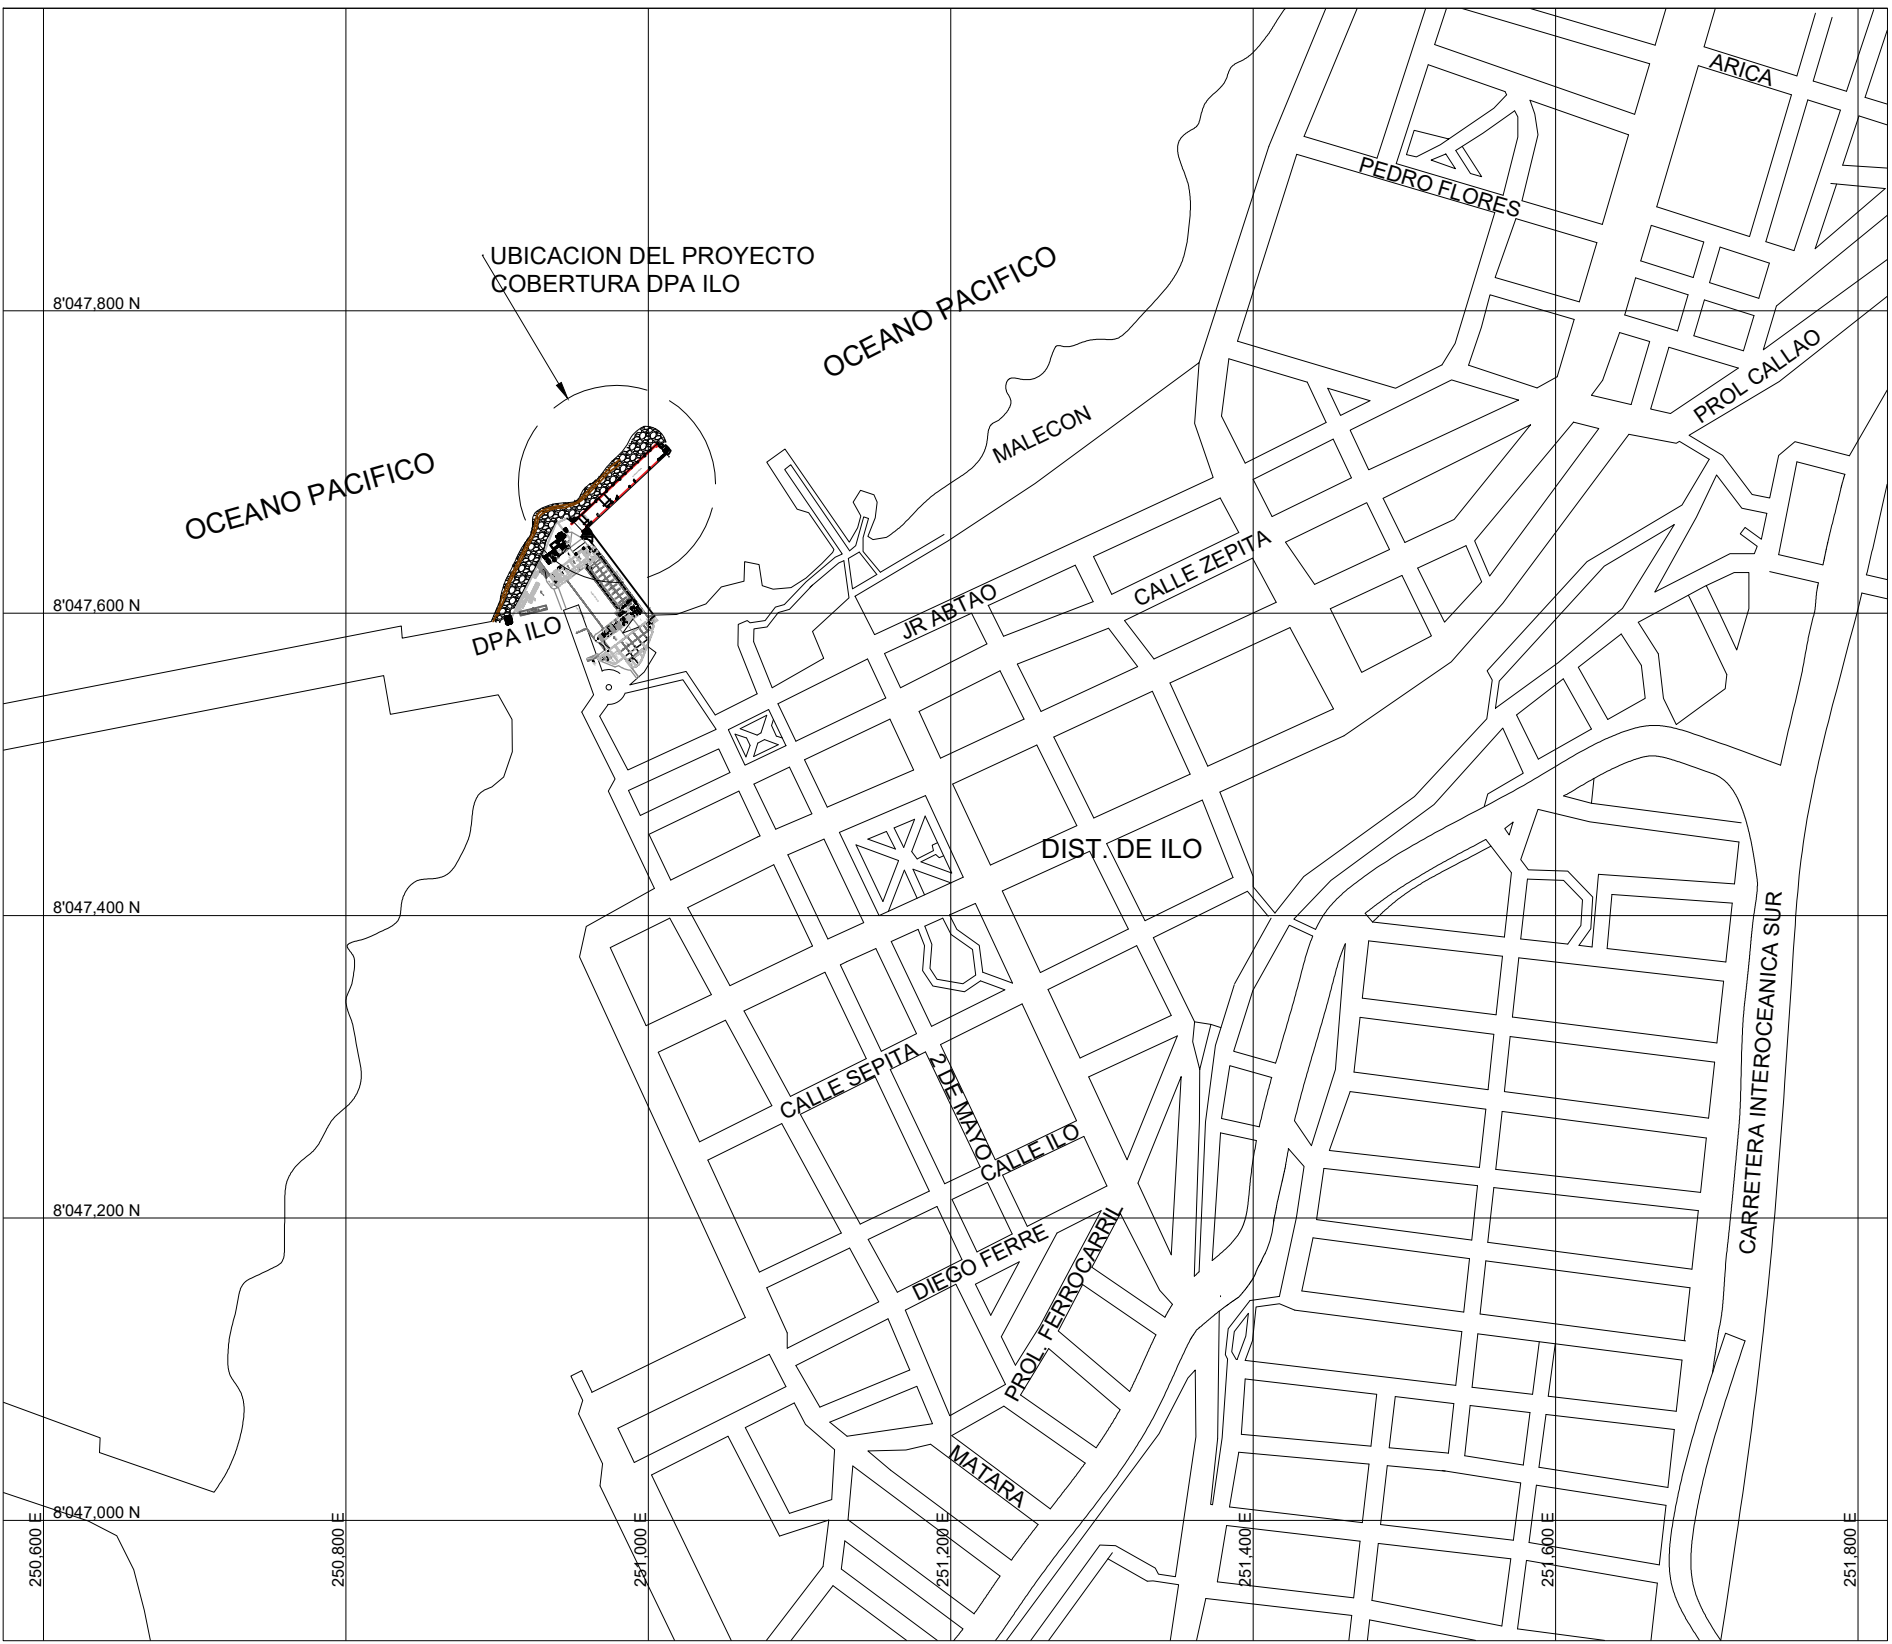 ARICA
PEDRO FLORES
UBICACION DEL PROYECTO
COBERTURA DPA ILO
OCEANO PACIFICO
8'047,800 N
PROL CALLAO
MALECON
OCEANO PACIFICO
CALLE ZEPITA
JR ABTAO
8'047,600 N
DPA ILO
DIST. DE ILO
8'047,400 N
CARRETERA INTEROCEANICA SUR
CALLE SEPITA
2 DE MAYO
CALLE ILO
8'047,200 N
DIEGO FERRE
PROL. FERROCARRIL
MATARA
8'047,000 N
250,600 E
250,800 E
251,000 E
251,200 E
251,400 E
251,600 E
251,800 E